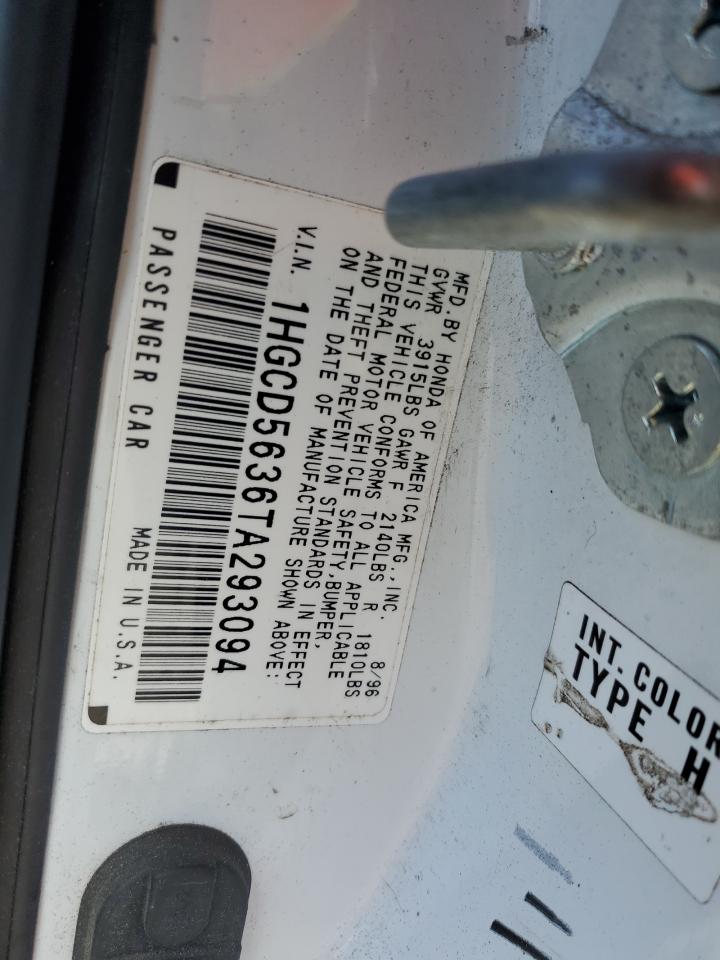 MFD. BY HONDA OF AMERICA MFG., INC. 8/96
GVWR 3915LBS GAWR F 2140LBS R 1810LBS
THIS VEHICLE CONFORMS TO ALL APPLICABLE
FEDERAL MOTOR VEHICLE SAFETY, BUMPER,
AND THEFT PREVENTION STANDARDS IN EFFECT
ON THE DATE OF MANUFACTURE SHOWN ABOVE:
V.I.N. 1HGCD5636TA293094
PASSENGER CAR MADE IN U.S.A.
INT. COLOR
TYPE H